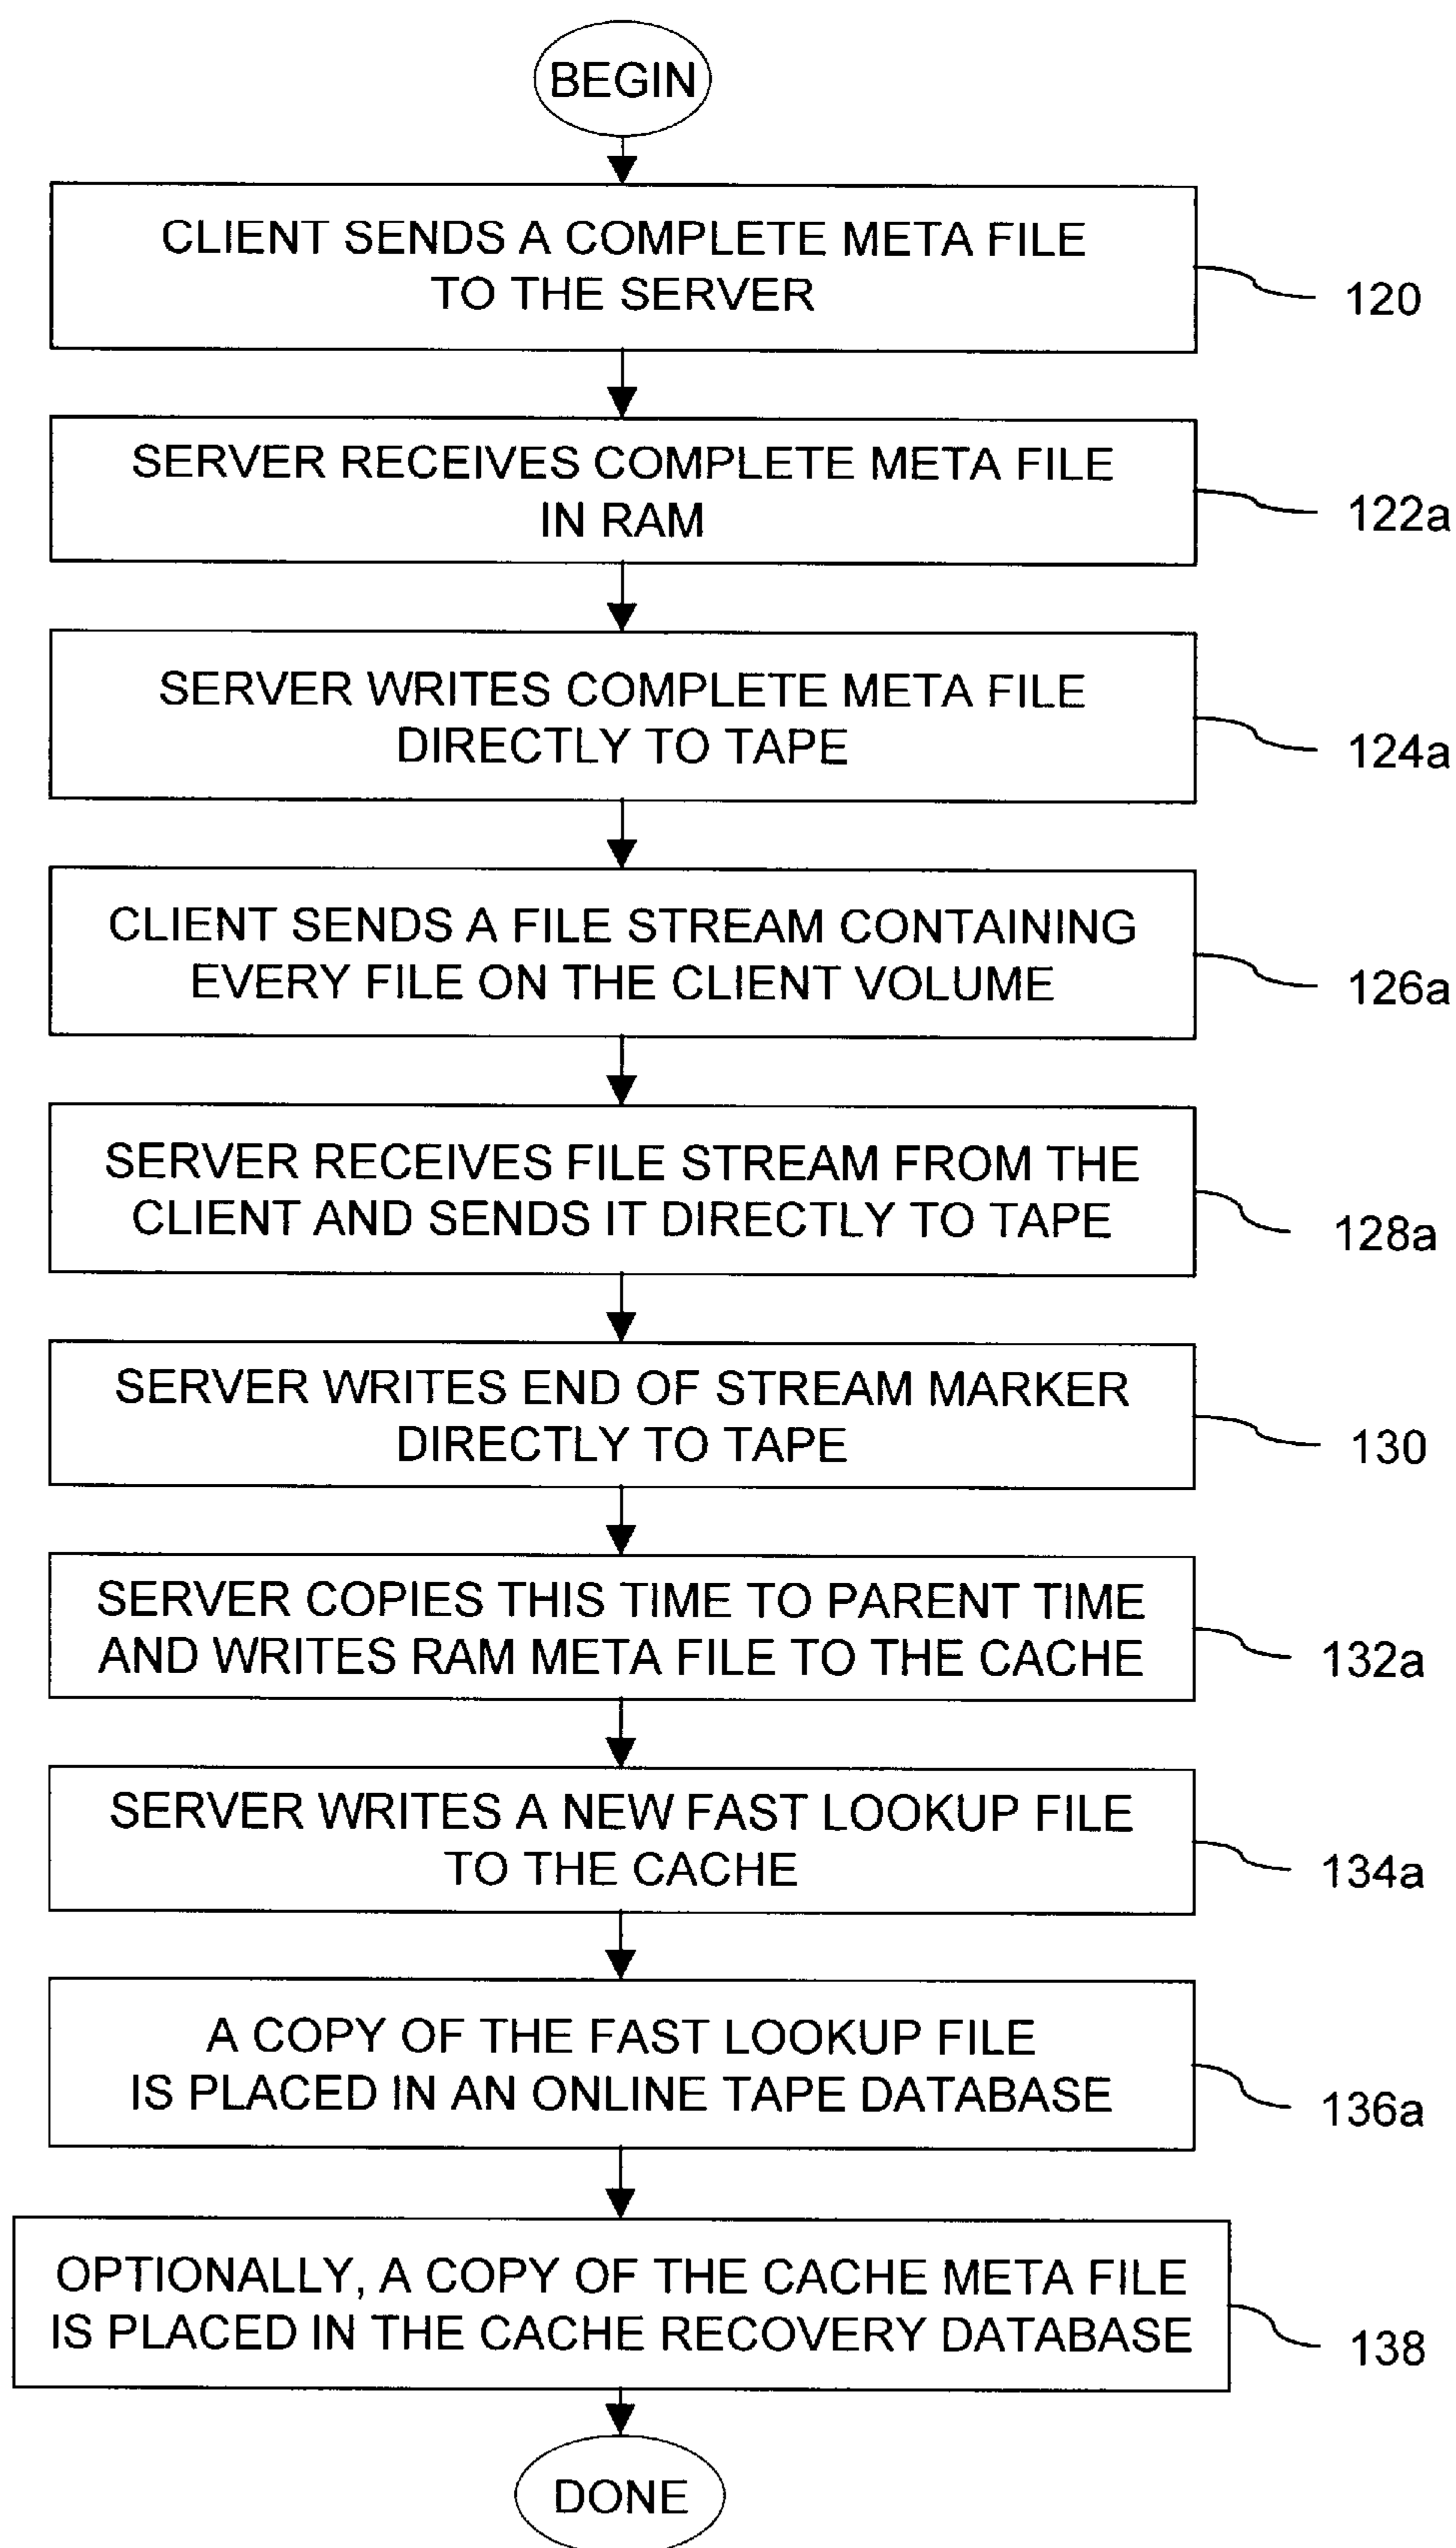 BEGIN
CLIENT SENDS A COMPLETE META FILE
TO THE SERVER
120
SERVER RECEIVES COMPLETE META FILE
IN RAM
122a
SERVER WRITES COMPLETE META FILE
DIRECTLY TO TAPE
124a
CLIENT SENDS A FILE STREAM CONTAINING
EVERY FILE ON THE CLIENT VOLUME
126a
SERVER RECEIVES FILE STREAM FROM THE
CLIENT AND SENDS IT DIRECTLY TO TAPE
128a
SERVER WRITES END OF STREAM MARKER
DIRECTLY TO TAPE
130
SERVER COPIES THIS TIME TO PARENT TIME
AND WRITES RAM META FILE TO THE CACHE
132a
SERVER WRITES A NEW FAST LOOKUP FILE
TO THE CACHE
134a
A COPY OF THE FAST LOOKUP FILE
IS PLACED IN AN ONLINE TAPE DATABASE
136a
OPTIONALLY, A COPY OF THE CACHE META FILE
IS PLACED IN THE CACHE RECOVERY DATABASE
138
DONE